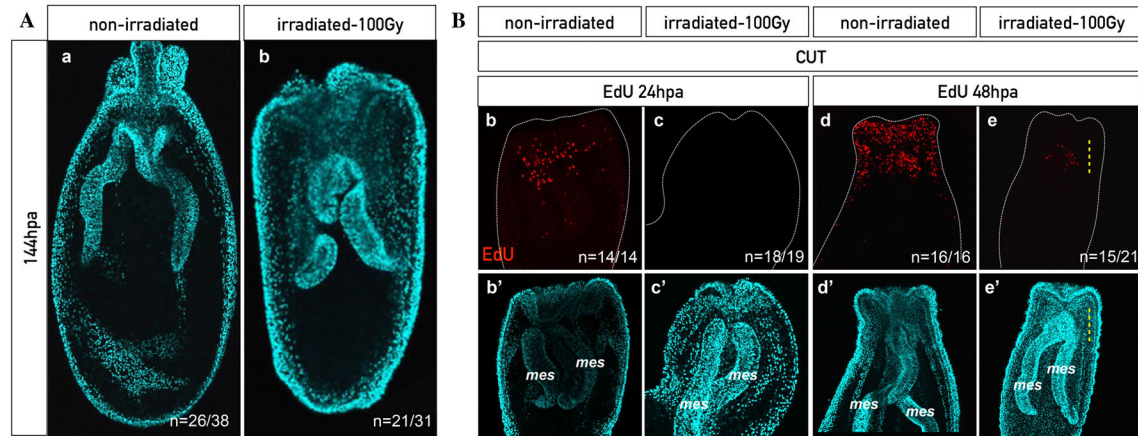 A
non-irradiated
irradiated-100Gy
144hpa
a
n=26/38
b
n=21/31
B
non-irradiated
irradiated-100Gy
non-irradiated
irradiated-100Gy
CUT
EdU 24hpa
EdU 48hpa
b
EdU
n=14/14
c
n=18/19
d
n=16/16
e
n=15/21
b'
mes
mes
c'
mes
mes
d'
mes
mes
e'
mes
mes